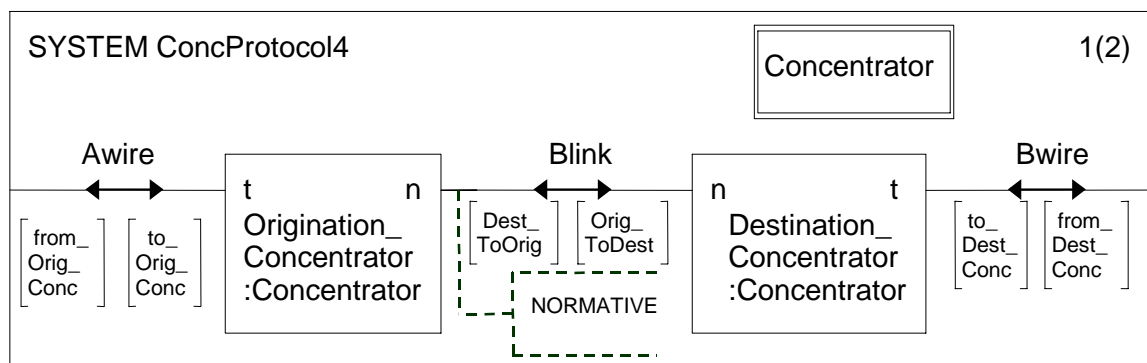 SYSTEM ConcProtocol4
1(2)
Concentrator
Awire
Blink
Bwire
t
n
n
t
[from_
Orig_
Conc]
[to_
Orig_
Conc]
Origination_
Concentrator
:Concentrator
[Dest_
ToOrig]
[Orig_
ToDest]
NORMATIVE
Destination_
Concentrator
:Concentrator
[to_
Dest_
Conc]
[from_
Dest_
Conc]